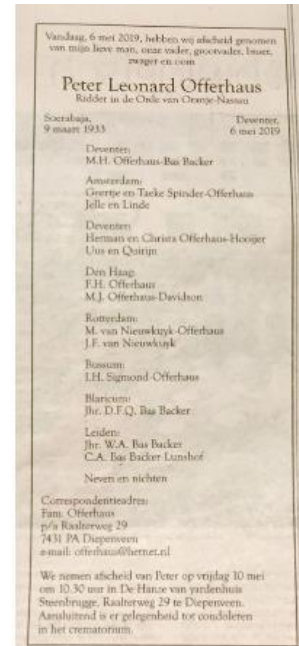 Vandaag, 6 mei 2019, hebben wij afscheid genomen
van mijn lieve man, onze vader, grootvader, broer,
zwager en oom
Peter Leonard Offerhaus
Ridder in de Orde van Oranje-Nassau
Soerabaja, Deventer,
9 maart 1933 6 mei 2019
Deventer:
M.H. Offerhaus-Bas Backer
Amsterdam:
Geertje en Taeke Spinder-Offerhaus
Jelle en Linde
Deventer:
Herman en Christa Offerhaus-Hooijer
Uus en Quirijn
Den Haag:
F.H. Offerhaus
M.J. Offerhaus-Davidson
Rotterdam:
M. van Nieuwkuyk-Offerhaus
J.F. van Nieuwkuyk
Bussum:
I.H. Sigmond-Offerhaus
Blaricum:
Jhr. D.F.Q. Bas Backer
Leiden:
Jhr. W.A. Bas Backer
C.A. Bas Backer Lunshof
Neven en nichten
Correspondentieadres:
Fam. Offerhaus
p/a Raalterweg 29
7431 PA Diepenveen
e-mail: offerhaus@hetnet.nl
We nemen afscheid van Peter op vrijdag 10 mei
om 10.30 uur in De Hanze van yardenhuis
Steenbrugge, Raalterweg 29 te Diepenveen.
Aansluitend is er gelegenheid tot condoleren
in het crematorium.